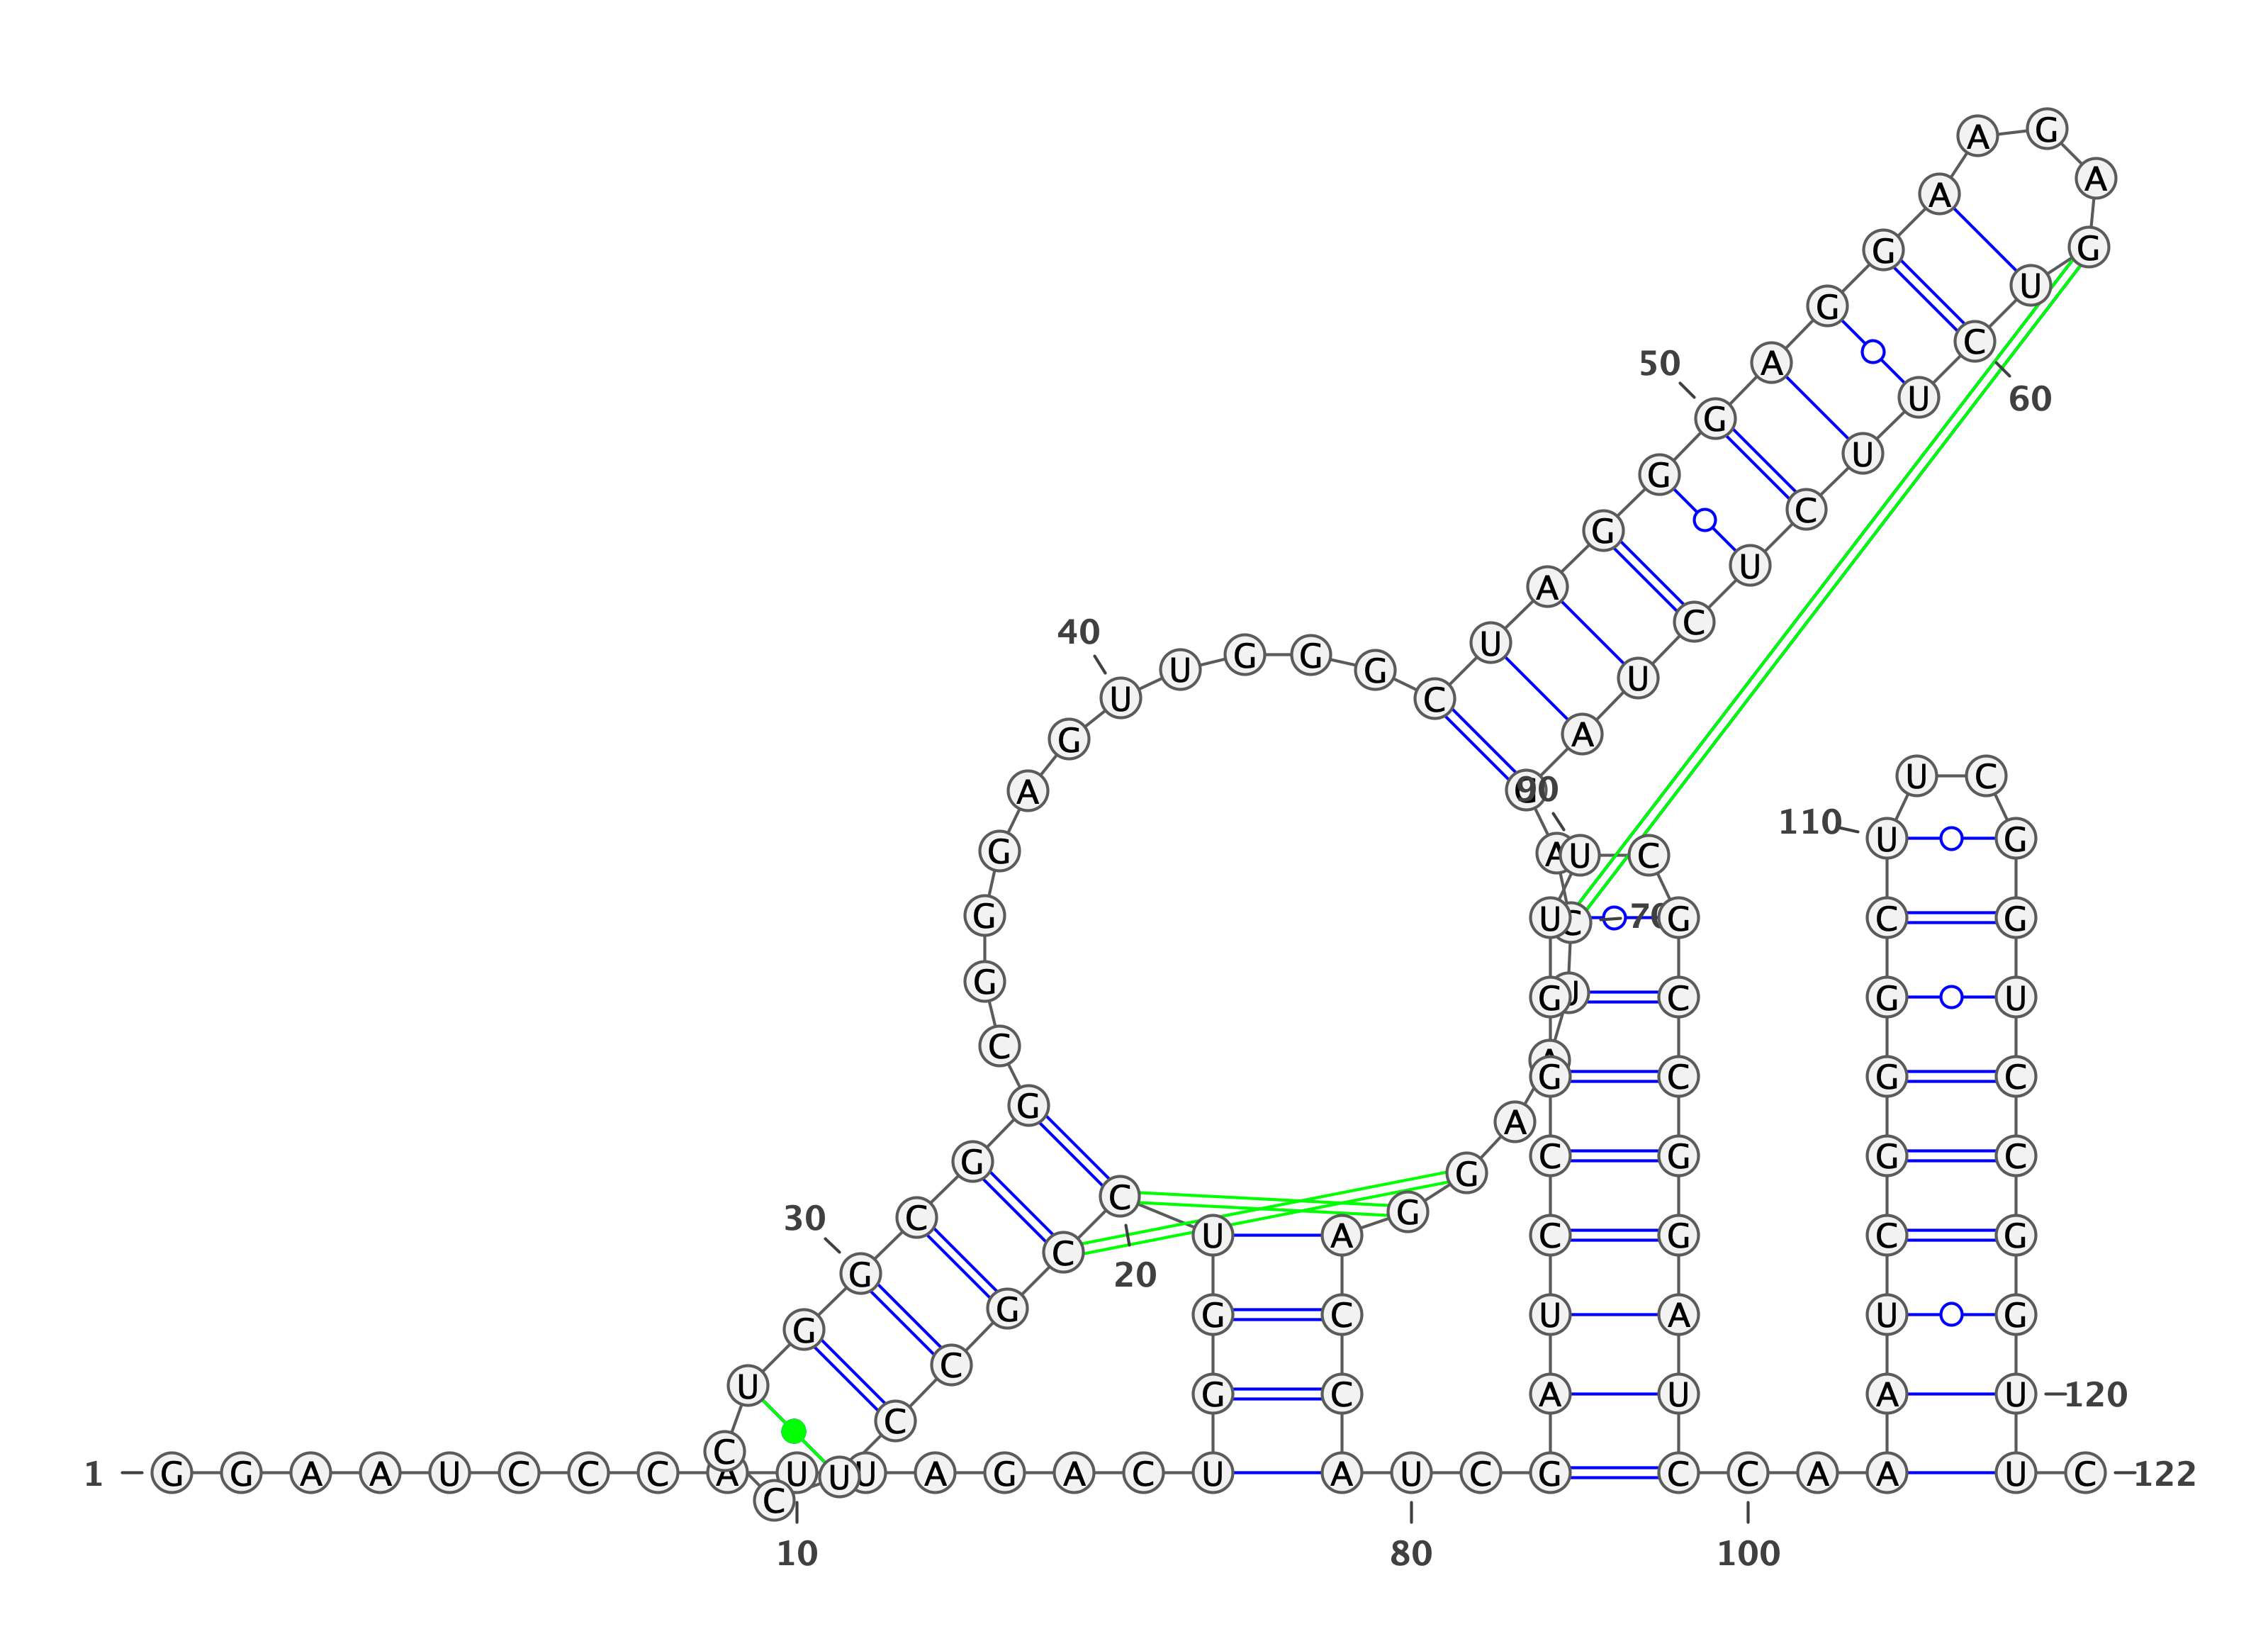 A G
A A
G G
G U
50 A C
G U 60
G U
G C
A U
40 U C
U U G G G C U
G A
A G 90 U C
110 U G
G A U C
G U C 70 G C G
G G U C G U
C A G C G C
G A
G G C G G C
C G
30 C C U A C G
G C 20
G G G C U A U G
U C
G C A U A U 120
C C
1 G G A A U C C C A U U U A G A C U A U C G C C A A U C 122
C
10 80 100